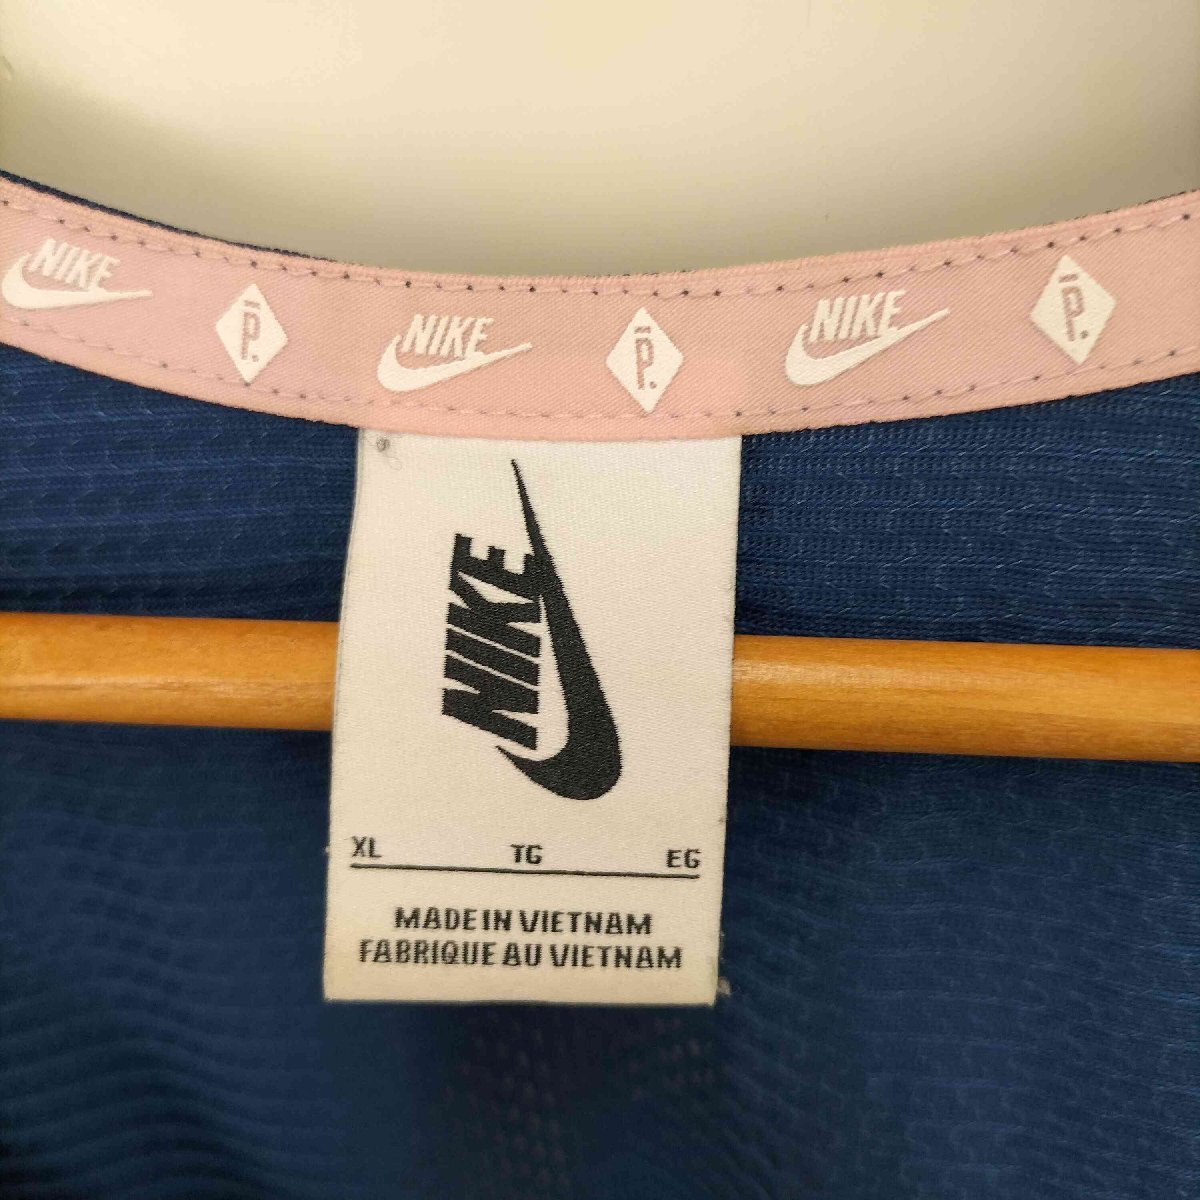 NIKE P. NIKE P. NIKE P.
NIKE
XL TG EG
MADE IN VIETNAM
FABRIQUE AU VIETNAM